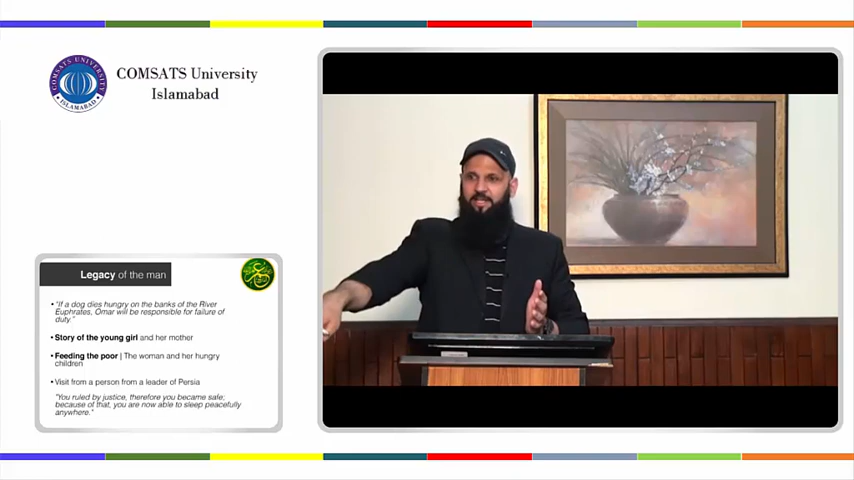 COMSATS UNIVERSITY
ISLAMABAD
COMSATS University
Islamabad
Legacy of the man
عمر
• "If a dog dies hungry on the banks of the River
Euphrates, Omar will be responsible for failure of
duty."
• Story of the young girl and her mother
• Feeding the poor | The woman and her hungry
children
• Visit from a person from a leader of Persia
"You ruled by justice, therefore you became safe;
because of that, you are now able to sleep peacefully
anywhere."